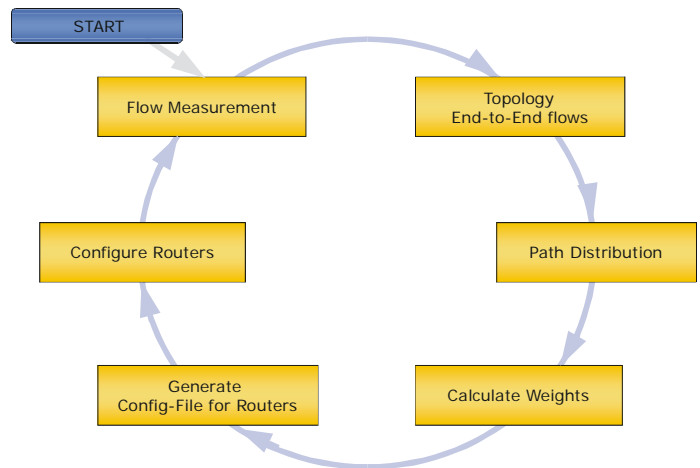 START
Flow Measurement
Topology
End-to-End flows
Path Distribution
Calculate Weights
Generate
Config-File for Routers
Configure Routers